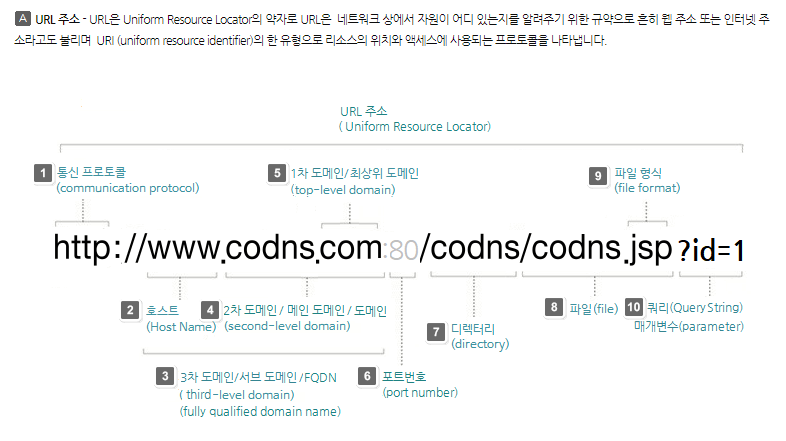 A URL 주소 - URL은 Uniform Resource Locator의 약자로 URL은 네트워크 상에서 자원이 어디 있는지를 알려주기 위한 규약으로 흔히 웹 주소 또는 인터넷 주
소라고도 불리며 URI (uniform resource identifier)의 한 유형으로 리소스의 위치와 액세스에 사용되는 프로토콜을 나타냅니다.
URL 주소
( Uniform Resource Locator)
1 통신 프로토콜
(communication protocol)
5 1차 도메인/최상위 도메인
(top-level domain)
9 파일 형식
(file format)
http://www.codns.com:80/codns/codns.jsp ?id=1
2 호스트
(Host Name)
4 2차 도메인 / 메인 도메인 / 도메인
(second-level domain)
7 디렉터리
(directory)
8 파일(file)
10 쿼리(Query String)
매개변수(parameter)
3 3차 도메인/서브 도메인 /FQDN
( third-level domain)
(fully qualified domain name)
6 포트번호
(port number)